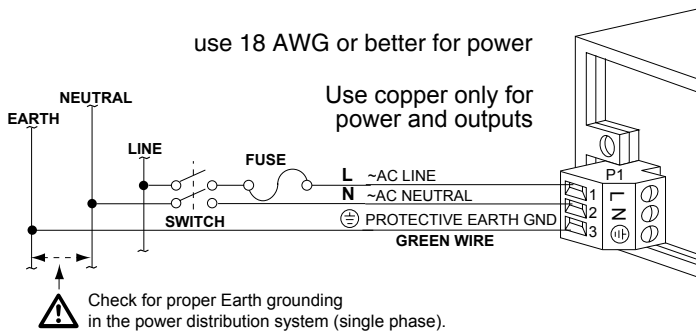 use 18 AWG or better for power
NEUTRAL
EARTH
Use copper only for
power and outputs
LINE
FUSE
P1
L ~AC LINE
1 L
N ~AC NEUTRAL
2 N
SWITCH
PROTECTIVE EARTH GND
3
GREEN WIRE
Check for proper Earth grounding
in the power distribution system (single phase).